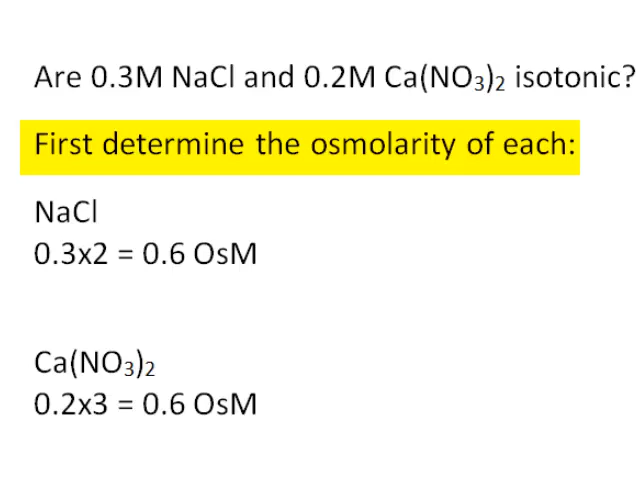 Are 0.3M NaCl and 0.2M Ca(NO₃)₂ isotonic?
First determine the osmolarity of each:
NaCl
0.3x2 = 0.6 OsM
Ca(NO₃)₂
0.2x3 = 0.6 OsM